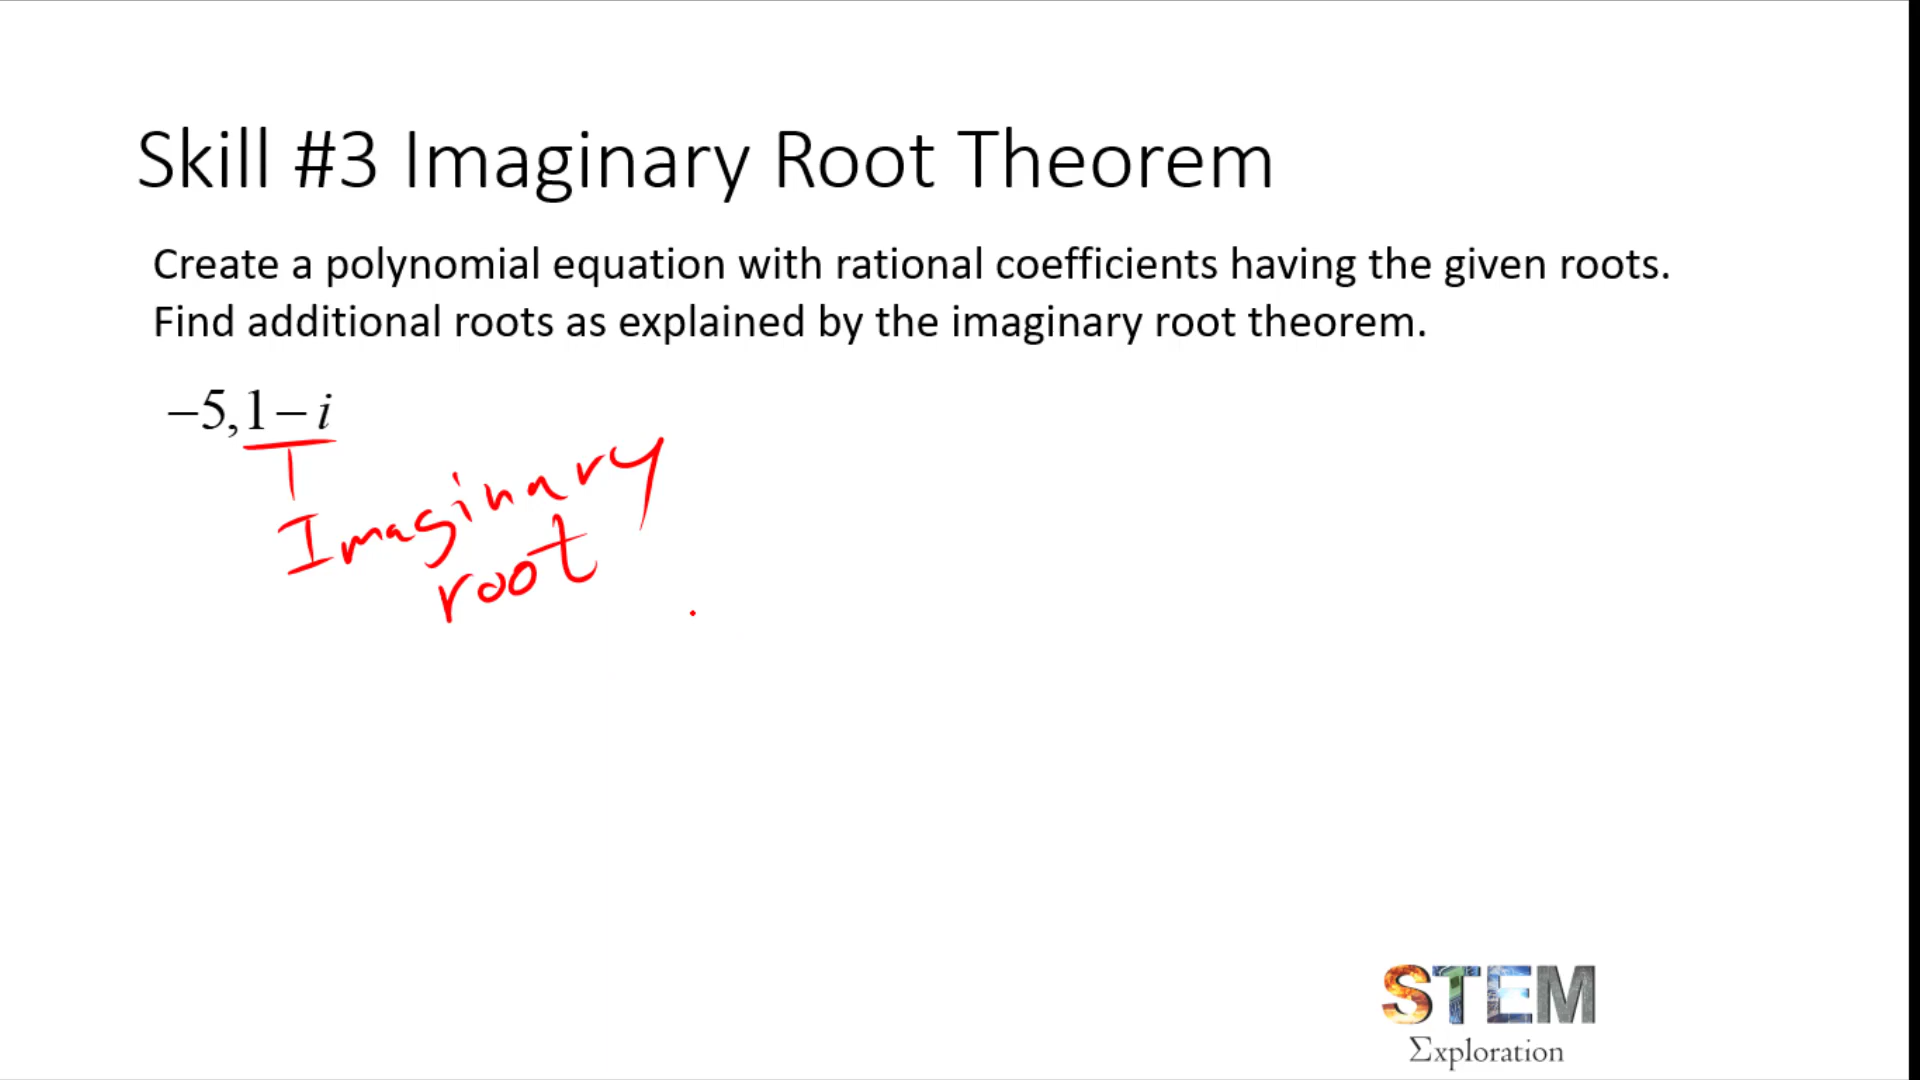 Skill #3 Imaginary Root Theorem
Create a polynomial equation with rational coefficients having the given roots.
Find additional roots as explained by the imaginary root theorem.
−5,1− i
Imaginary
root
STEM
Σxploration